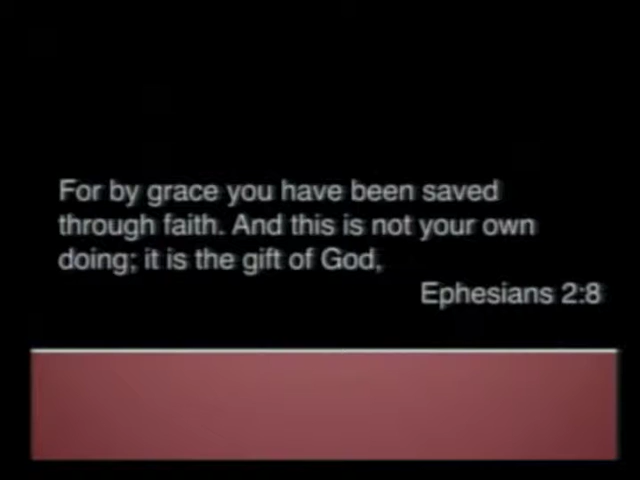 For by grace you have been saved
through faith. And this is not your own
doing; it is the gift of God,
Ephesians 2:8